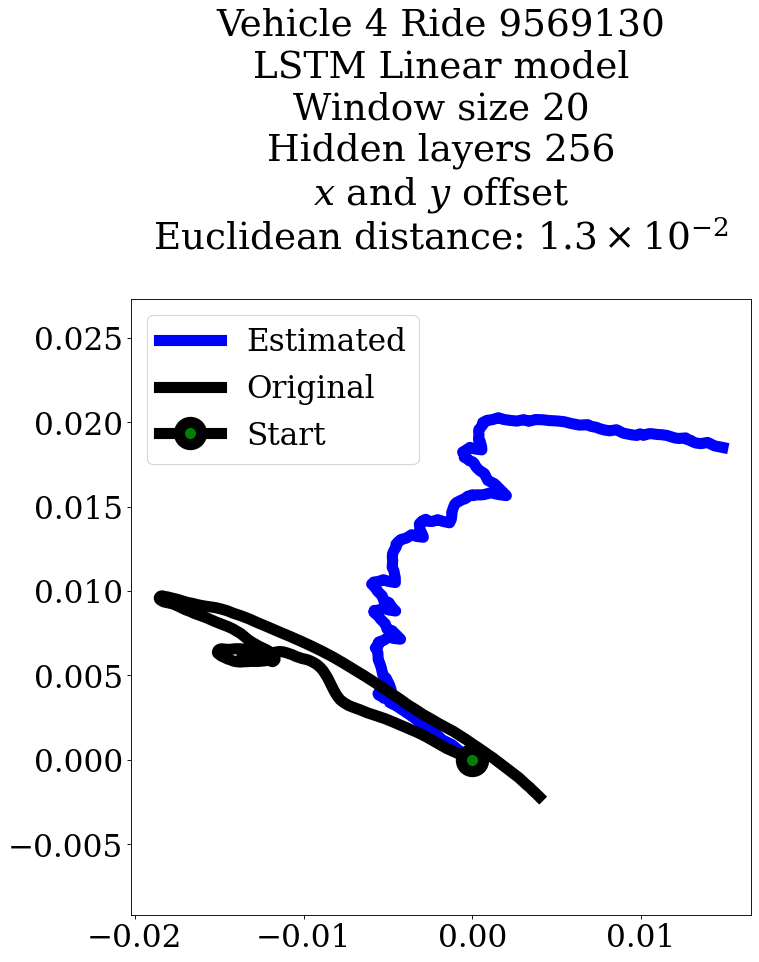 Vehicle 4 Ride 9569130
LSTM Linear model
Window size 20
Hidden layers 256
x and y offset
Euclidean distance: 1.3 × 10⁻²
Estimated
Original
Start
0.025
0.020
0.015
0.010
0.005
0.000
−0.005
−0.02 −0.01 0.00 0.01